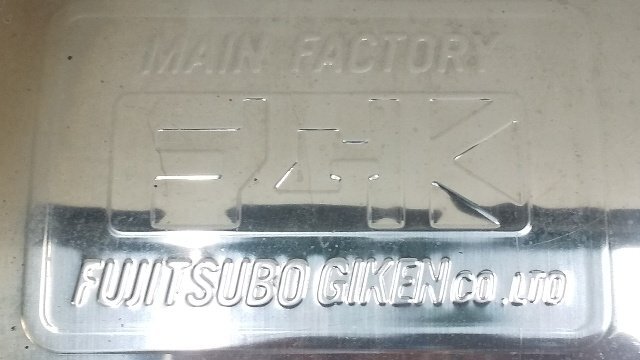 MAIN FACTORY
FGK
FUJITSUBO GIKEN CO.,LTD